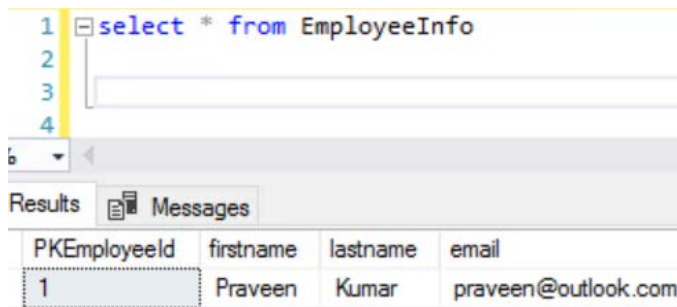 1 select * from EmployeeInfo
2
3
4
%
Results Messages
PKEmployeeId firstname lastname email
1 Praveen Kumar praveen@outlook.com